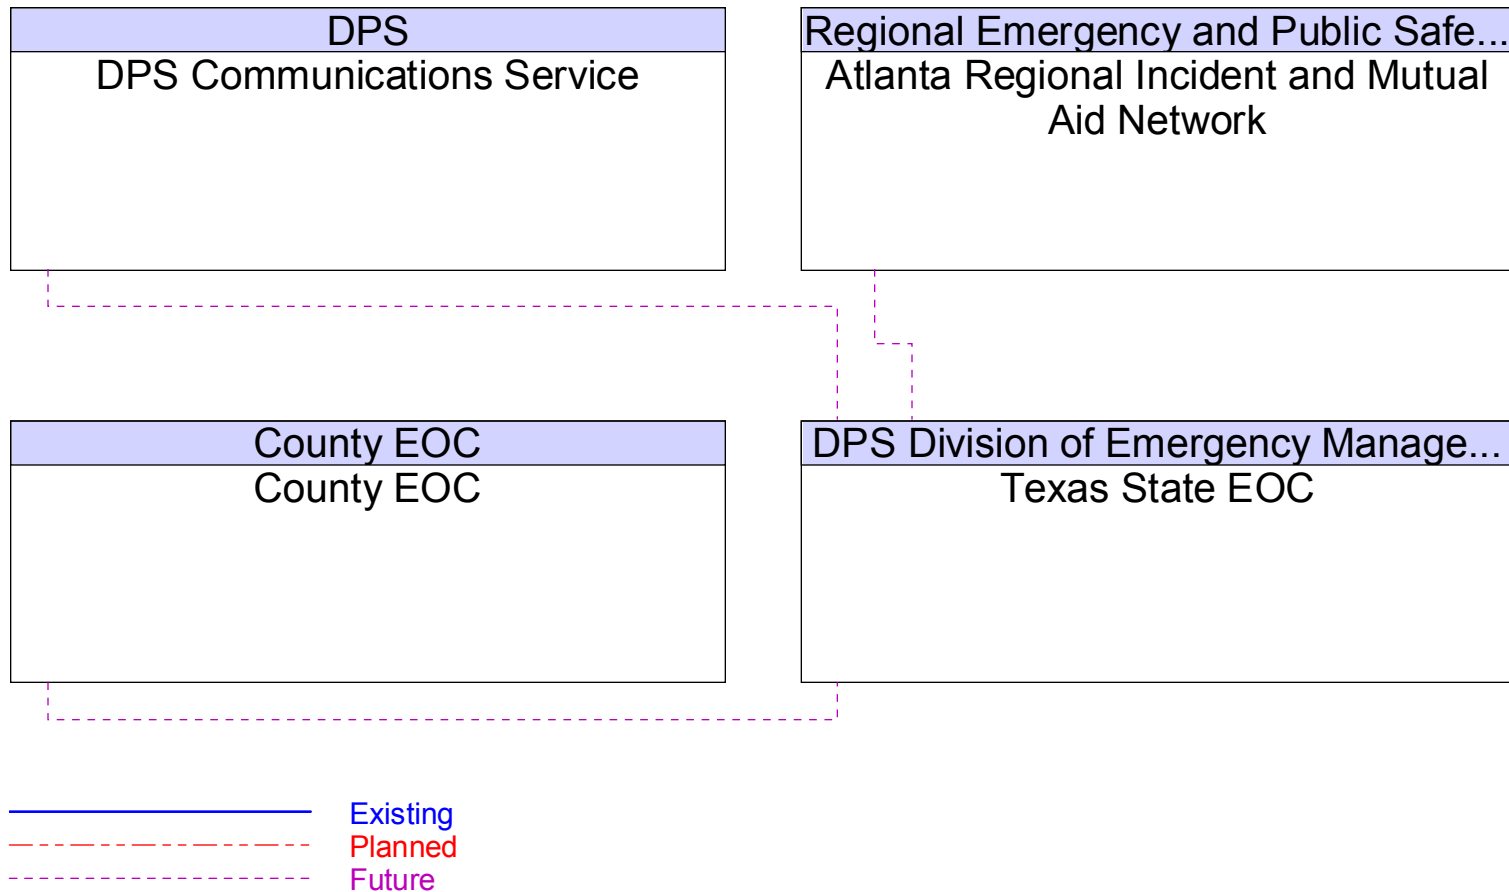 DPS
DPS Communications Service
Regional Emergency and Public Safe...
Atlanta Regional Incident and Mutual
Aid Network
County EOC
County EOC
DPS Division of Emergency Manage...
Texas State EOC
Existing
Planned
Future